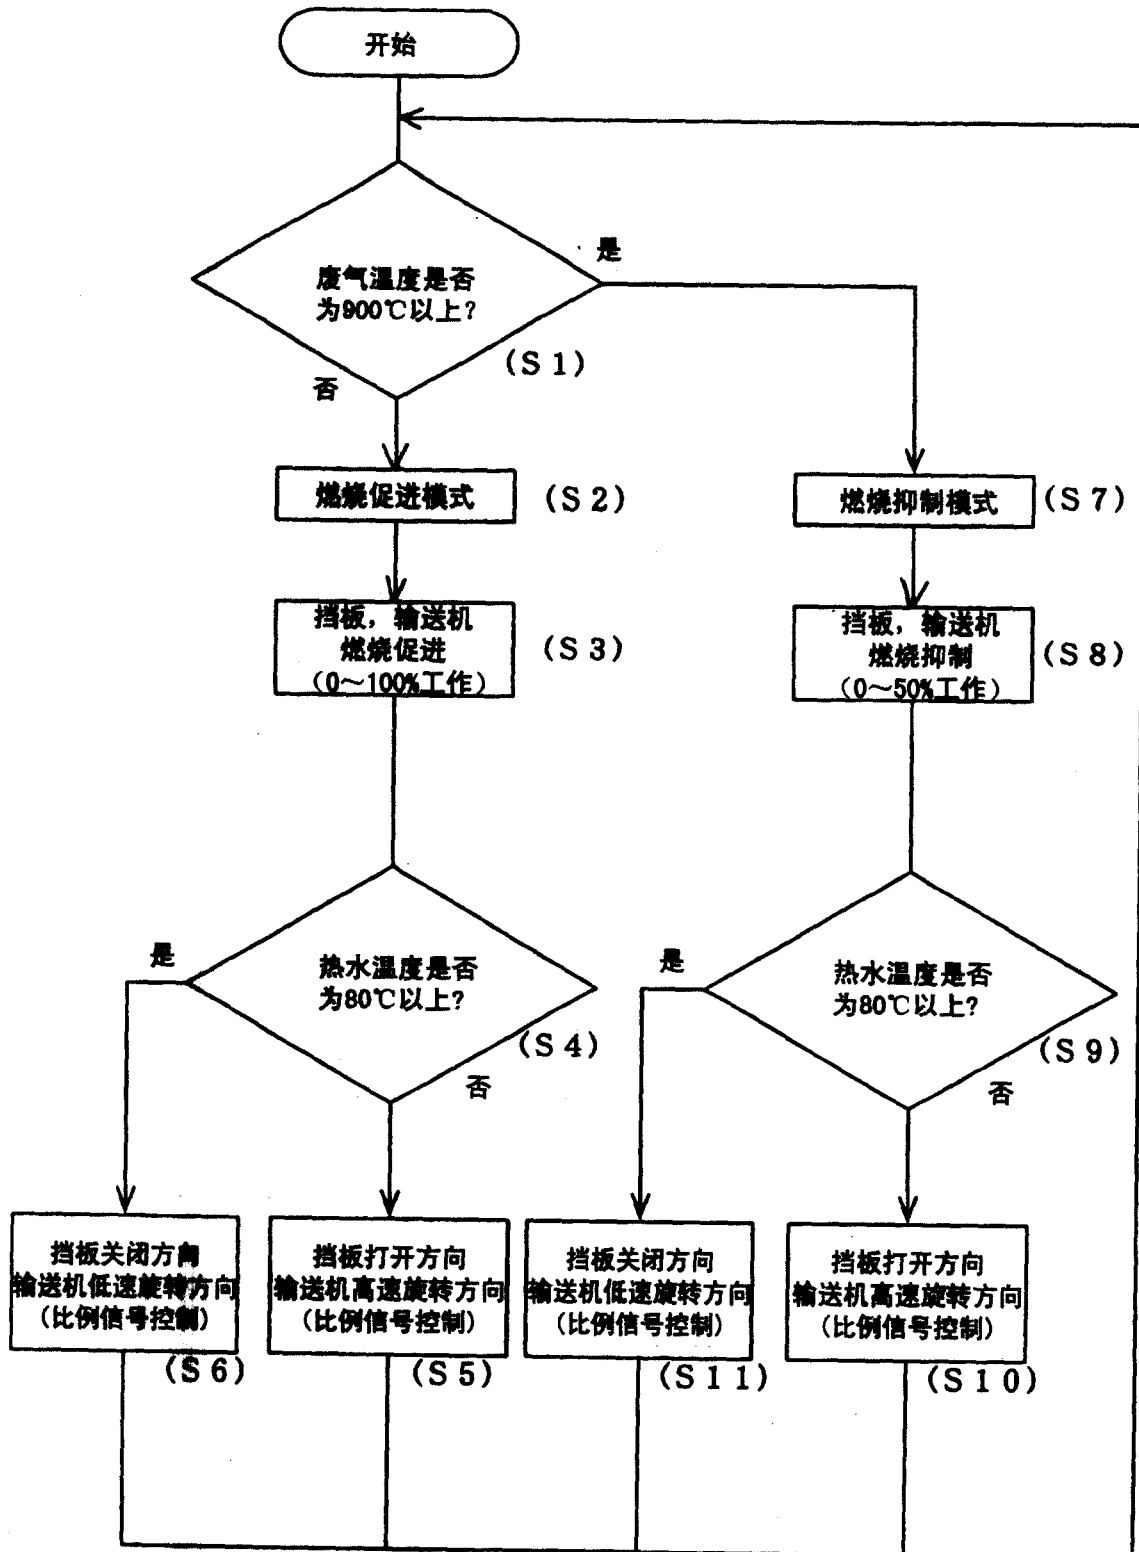 开始
是
废气温度是否
为900℃以上?
(S1)
否
燃烧促进模式
(S2)
燃烧抑制模式
(S7)
挡板，输送机
燃烧促进
(0～100%工作)
(S3)
挡板，输送机
燃烧抑制
(0～50%工作)
(S8)
是
热水温度是否
为80℃以上?
(S4)
否
是
热水温度是否
为80℃以上?
(S9)
否
挡板关闭方向
输送机低速旋转方向
(比例信号控制)
(S6)
挡板打开方向
输送机高速旋转方向
(比例信号控制)
(S5)
挡板关闭方向
输送机低速旋转方向
(比例信号控制)
(S11)
挡板打开方向
输送机高速旋转方向
(比例信号控制)
(S10)